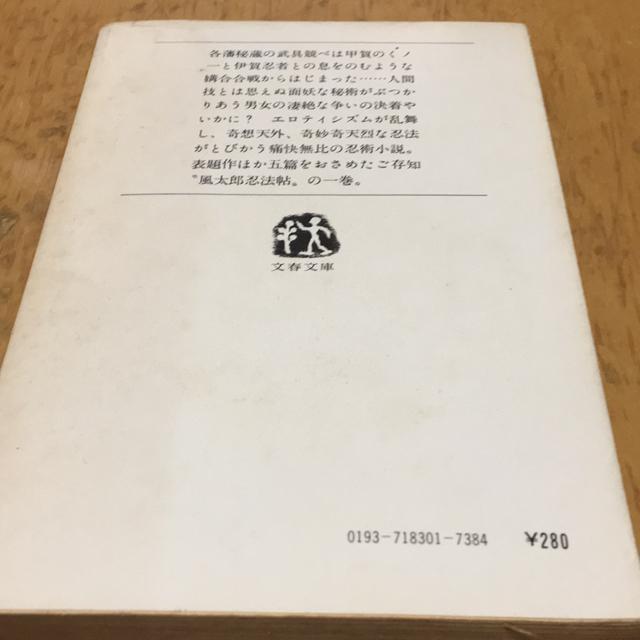 各藩秘蔵の武具競べは甲賀のくノ
一と伊賀忍者との息をのむような
媾合合戦からはじまった……人間
技とは思えぬ面妖な秘術がぶつか
りあう男女の凄絶な争いの決着や
いかに？　エロティシズムが乱舞
し、奇想天外、奇妙奇天烈な忍法
がとびかう痛快無比の忍術小説。
表題作ほか五篇をおさめたご存知
〝風太郎忍法帖〟の一巻。
文春文庫
0193-718301-7384　¥280